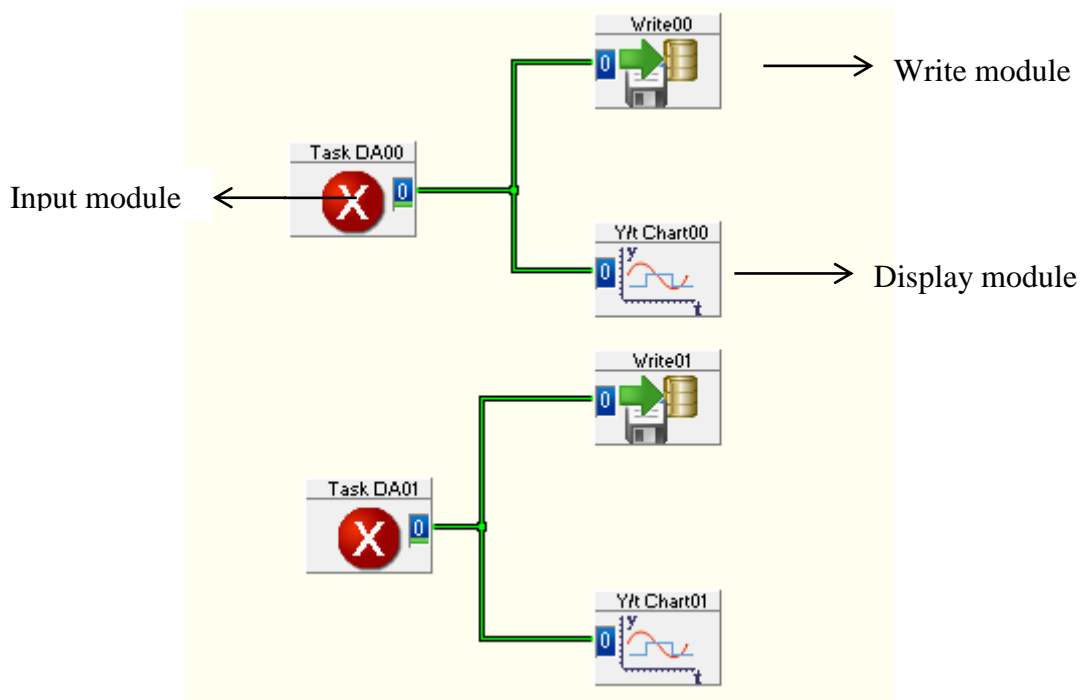 Write00
0
Write module
Task DA00
0
Input module
Y/t Chart00
0
y
t
Display module
Write01
0
Task DA01
0
Y/t Chart01
0
y
t